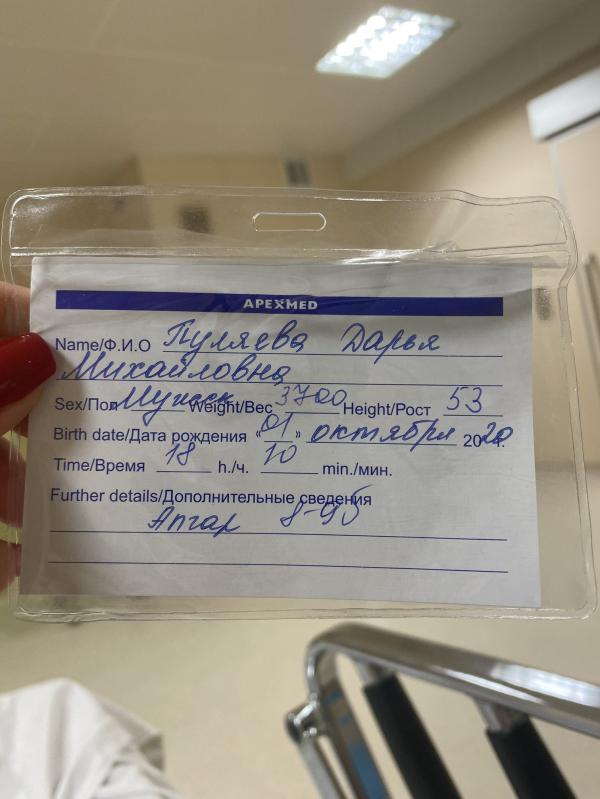 APEXMED
Name/Ф.И.О Пуляева Дарья
Михайловна
Sex/Пол Мужск Weight/Вес 3700 Height/Рост 53
Birth date/Дата рождения «01» октября 2020 г.
Time/Время 18 h./ч. 10 min./мин.
Further details/Дополнительные сведения
Апгар 8-9б